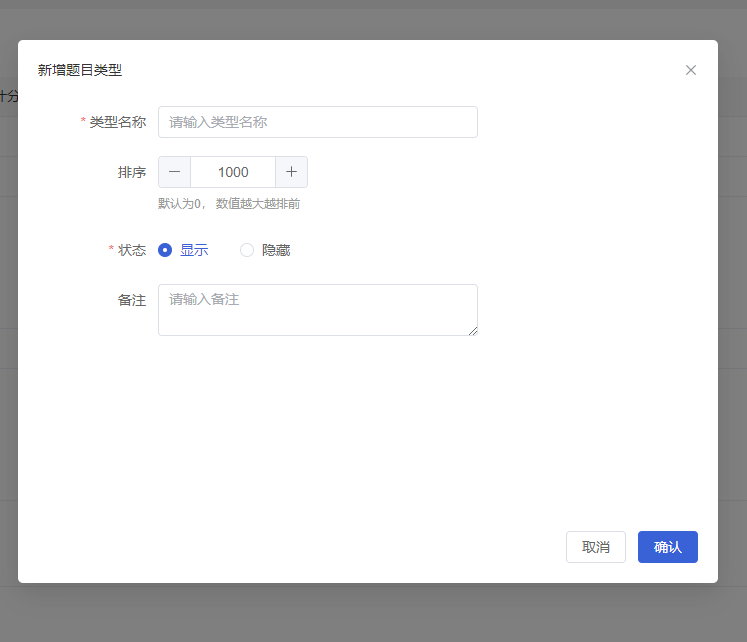 新增题目类型
十分
* 类型名称 请输入类型名称
排序 1000
默认为0， 数值越大越排前
* 状态 显示 隐藏
备注 请输入备注
取消 确认